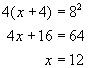 4(x + 4) = 8²
4x + 16 = 64
x = 12